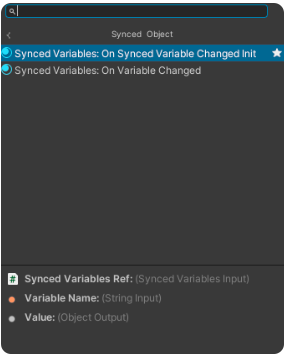 Synced Object
Synced Variables: On Synced Variable Changed Init
Synced Variables: On Variable Changed
Synced Variables Ref: (Synced Variables Input)
Variable Name: (String Input)
Value: (Object Output)